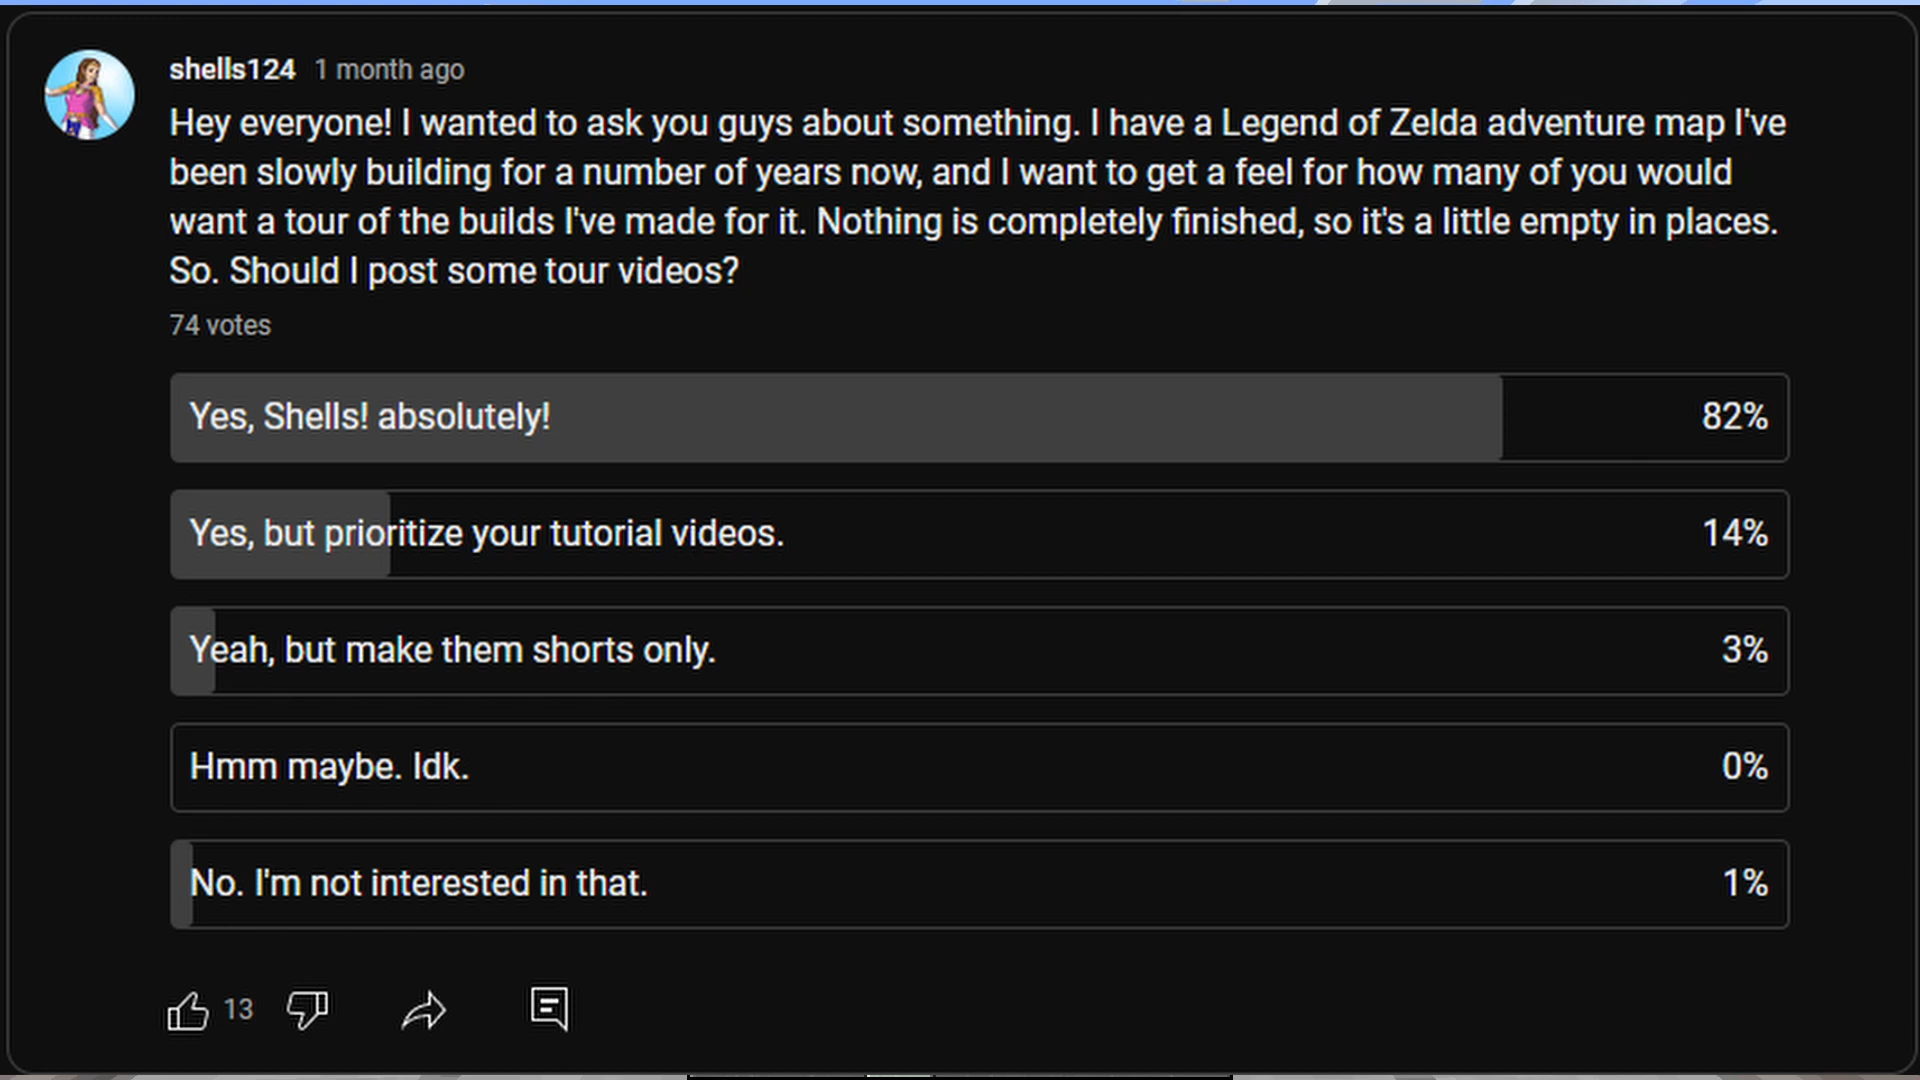 shells124 1 month ago
Hey everyone! I wanted to ask you guys about something. I have a Legend of Zelda adventure map I've
been slowly building for a number of years now, and I want to get a feel for how many of you would
want a tour of the builds I've made for it. Nothing is completely finished, so it's a little empty in places.
So. Should I post some tour videos?
74 votes
Yes, Shells! absolutely! 82%
Yes, but prioritize your tutorial videos. 14%
Yeah, but make them shorts only. 3%
Hmm maybe. Idk. 0%
No. I'm not interested in that. 1%
13